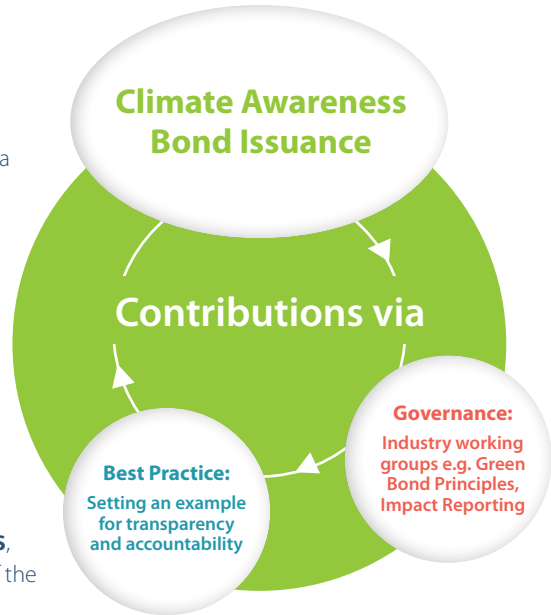 Climate Awareness
Bond Issuance
a
Contributions via
Governance:
Industry working
groups e.g. Green
Bond Principles,
Impact Reporting
Best Practice:
Setting an example
for transparency
and accountability
s,
the